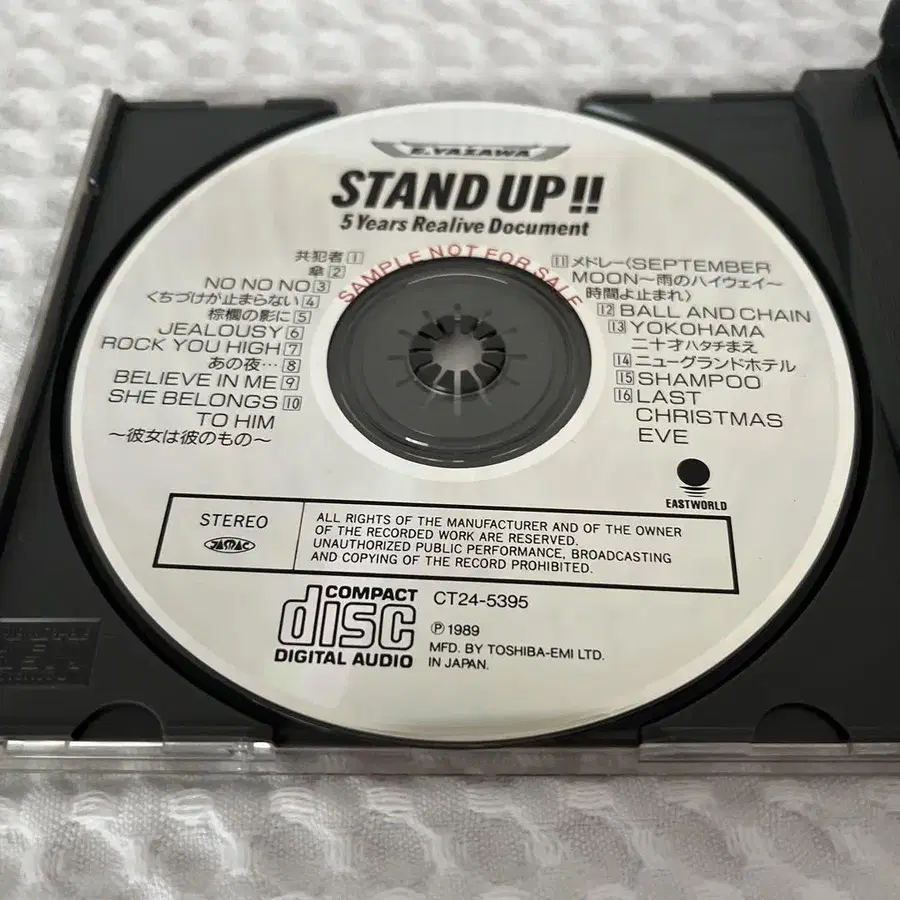 E.YAZAWA
STAND UP!!
5 Years Realive Document
SAMPLE NOT FOR SALE
共犯者 1
傘 2
NO NO NO 3
くちづけが止まらない 4
棕櫚の影に 5
JEALOUSY 6
ROCK YOU HIGH 7
あの夜… 8
BELIEVE IN ME 9
SHE BELONGS 10
TO HIM
〜彼女は彼のもの〜
11 メドレー〈SEPTEMBER
MOON〜雨のハイウェイ〜
時間よ止まれ〉
12 BALL AND CHAIN
13 YOKOHAMA
二十才ハタチまえ
14 ニューグランドホテル
15 SHAMPOO
16 LAST
CHRISTMAS
EVE
EASTWORLD
STEREO
JASRAC
ALL RIGHTS OF THE MANUFACTURER AND OF THE OWNER
OF THE RECORDED WORK ARE RESERVED.
UNAUTHORIZED PUBLIC PERFORMANCE, BROADCASTING
AND COPYING OF THE RECORD PROHIBITED.
COMPACT
disc
DIGITAL AUDIO
CT24-5395
Ⓟ 1989
MFD. BY TOSHIBA-EMI LTD.
IN JAPAN.